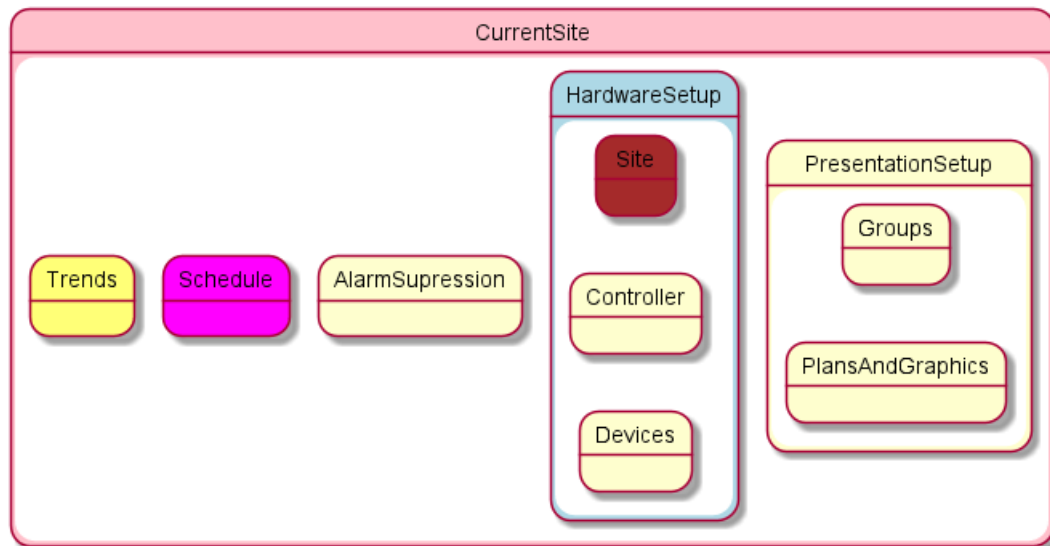 CurrentSite
HardwareSetup
Site
PresentationSetup
Groups
Trends
Schedule
AlarmSupression
Controller
PlansAndGraphics
Devices